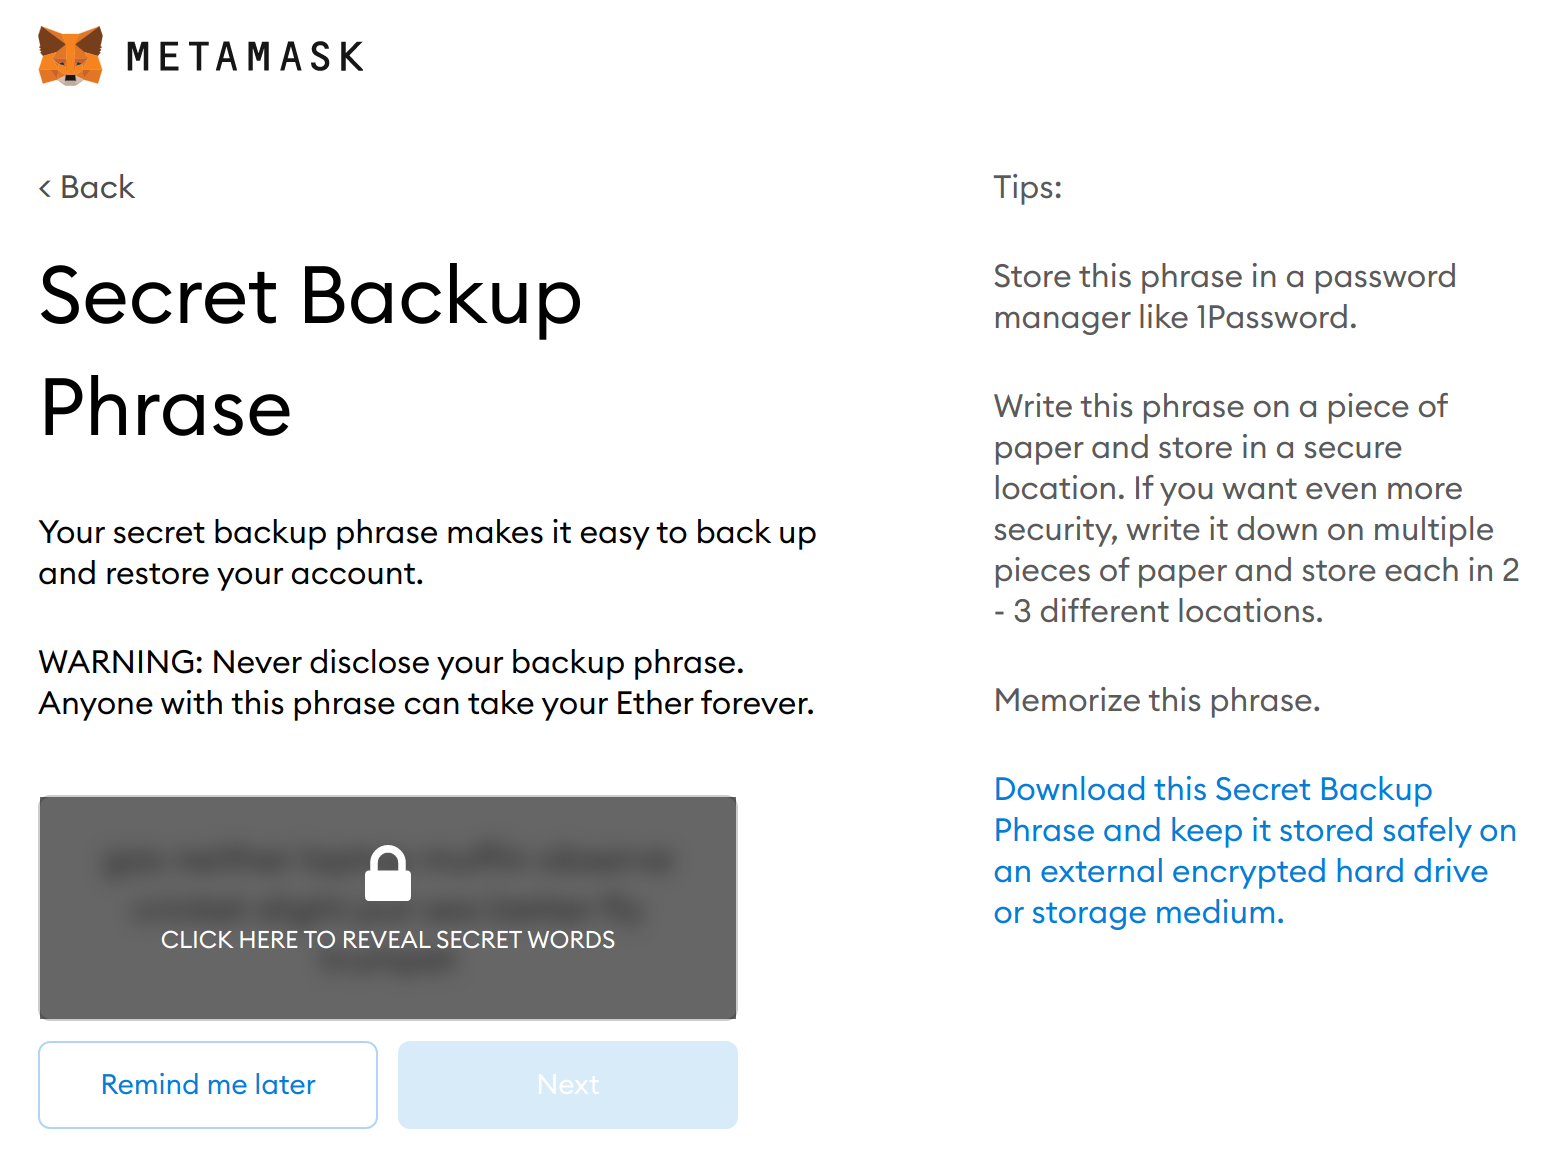 METAMASK
< Back
Secret Backup
Phrase
Your secret backup phrase makes it easy to back up
and restore your account.
WARNING: Never disclose your backup phrase.
Anyone with this phrase can take your Ether forever.
CLICK HERE TO REVEAL SECRET WORDS
Remind me later
Next
Tips:
Store this phrase in a password
manager like 1Password.
Write this phrase on a piece of
paper and store in a secure
location. If you want even more
security, write it down on multiple
pieces of paper and store each in 2
- 3 different locations.
Memorize this phrase.
Download this Secret Backup
Phrase and keep it stored safely on
an external encrypted hard drive
or storage medium.